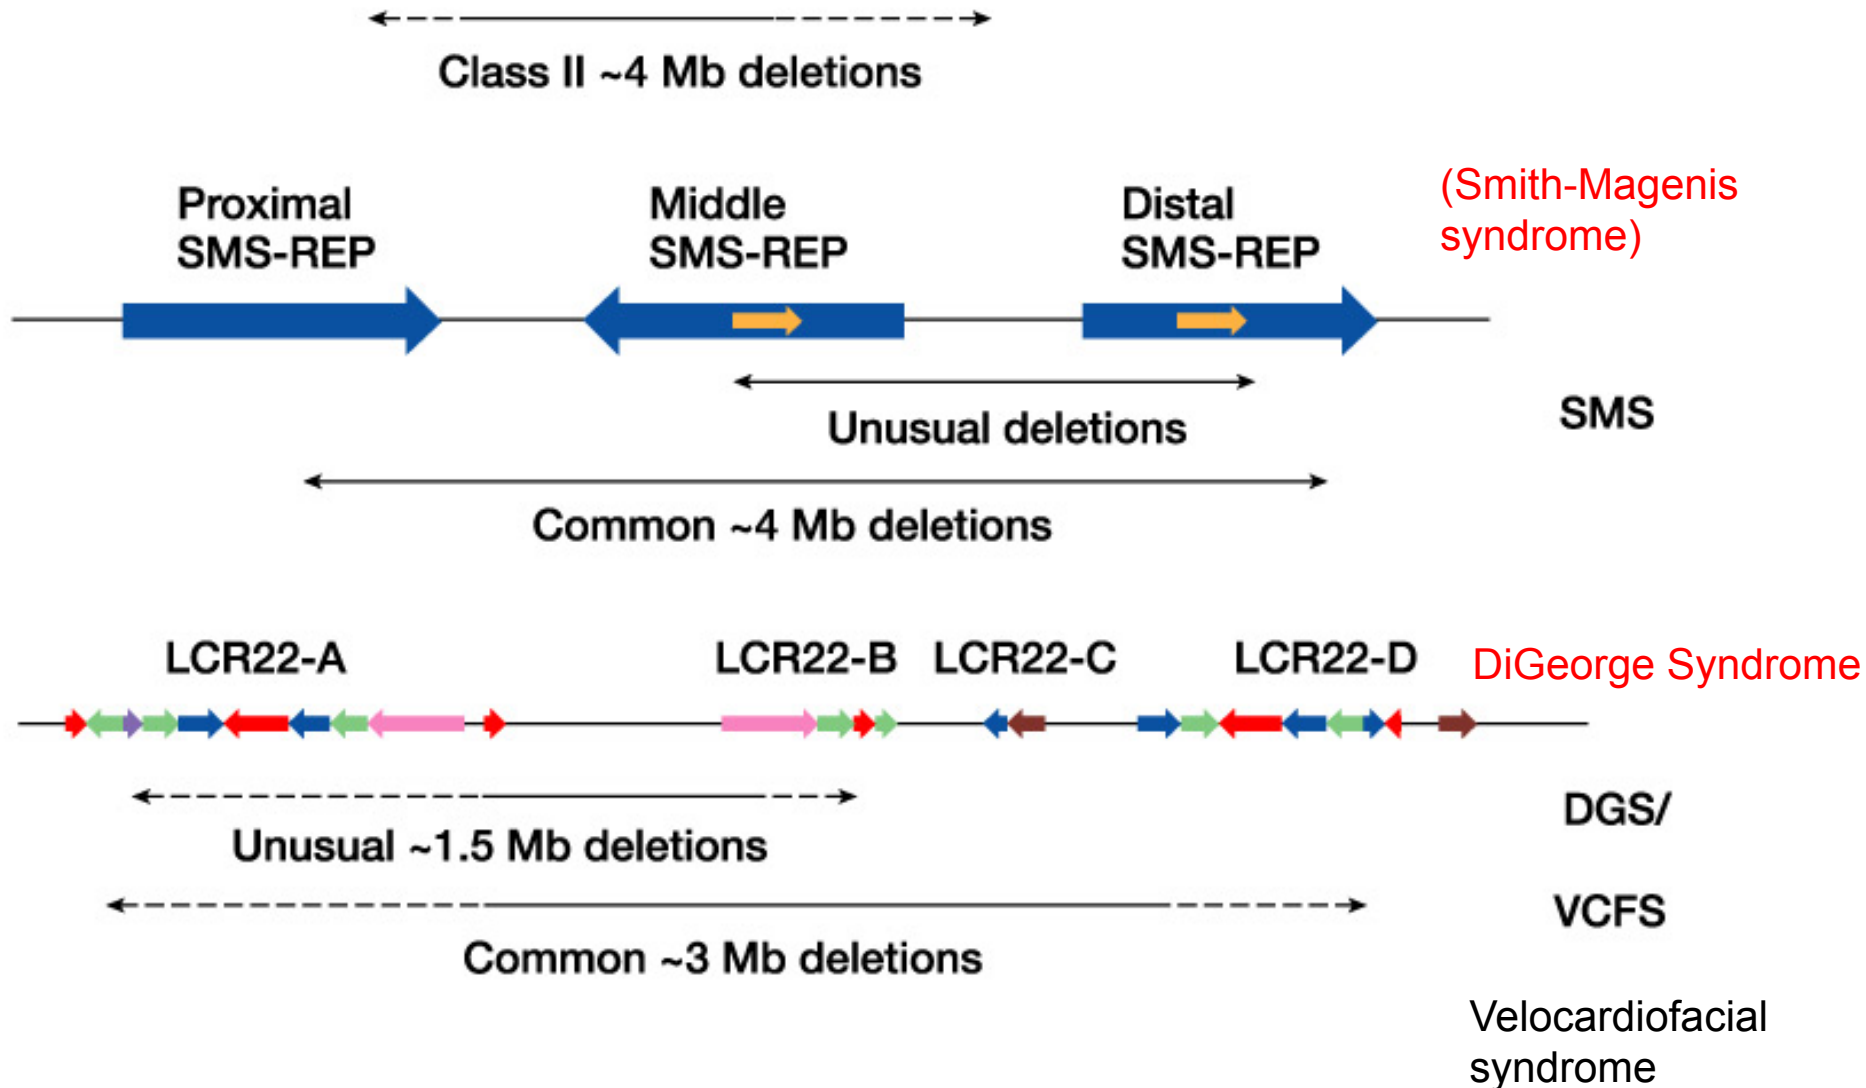 Class II ~4 Mb deletions
Proximal
SMS-REP
Middle
SMS-REP
Distal
SMS-REP
(Smith-Magenis
syndrome)
Unusual deletions
SMS
Common ~4 Mb deletions
LCR22-A
LCR22-B
LCR22-C
LCR22-D
DiGeorge Syndrome
Unusual ~1.5 Mb deletions
DGS/
VCFS
Common ~3 Mb deletions
Velocardiofacial
syndrome